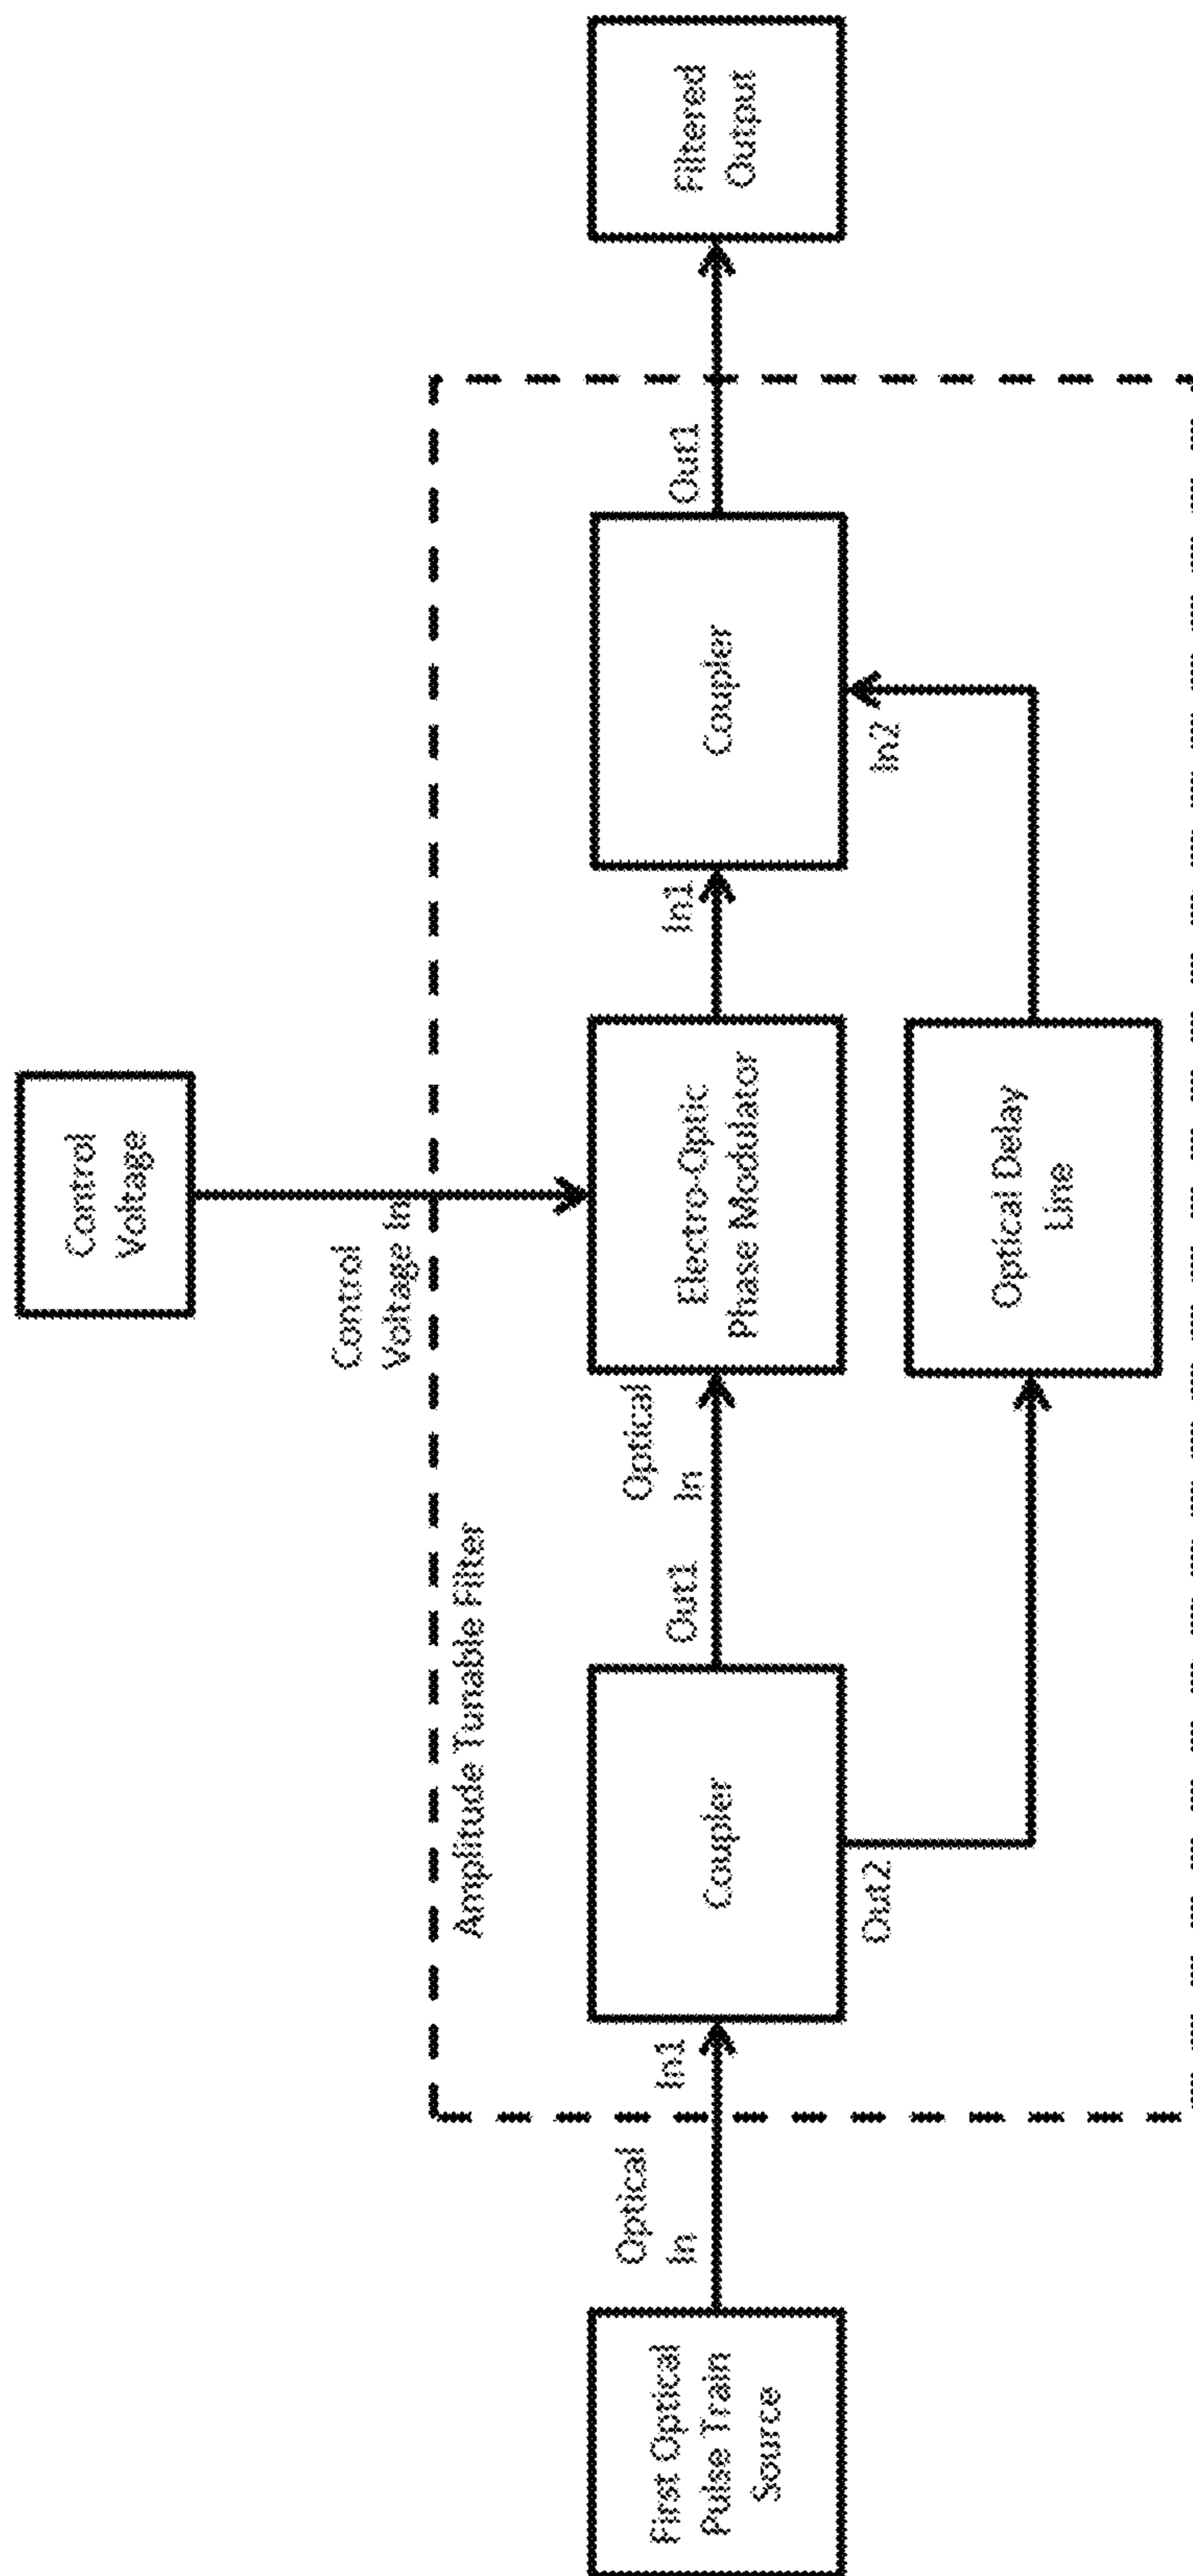 Control
Voltage
Control
Voltage In
Amplitude Tunable Filter
First Optical
Pulse Train
Source
Optical
In
In1
Coupler
Out1
Out2
Optical
In
Electro-Optic
Phase Modulator
Optical Delay
Line
In1
In2
Coupler
Out1
Filtered
Output